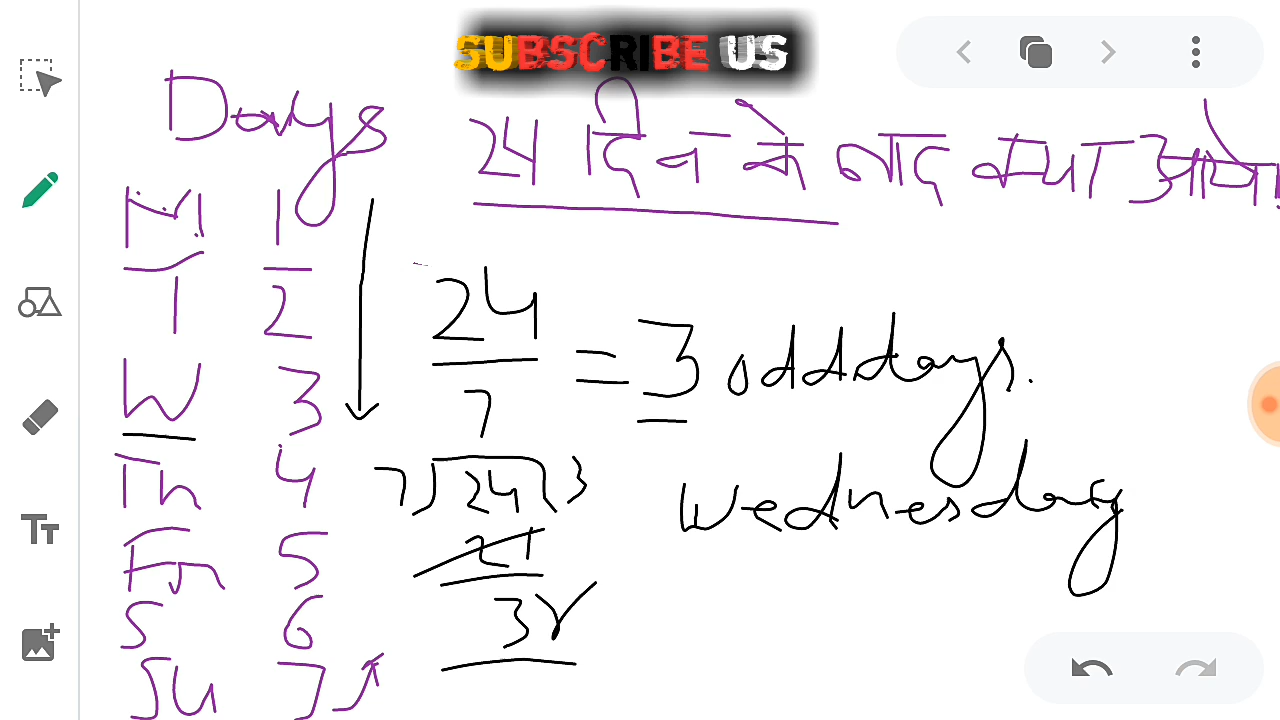 SUBSCRIBE US
Days
24 दिन के बाद क्या आयेगा
M 1
T 2
W 3
Th 4
Fri 5
S 6
Su 7
24
7
= 3 odd days.
7) 24 ( 3
21
3
Wednesday